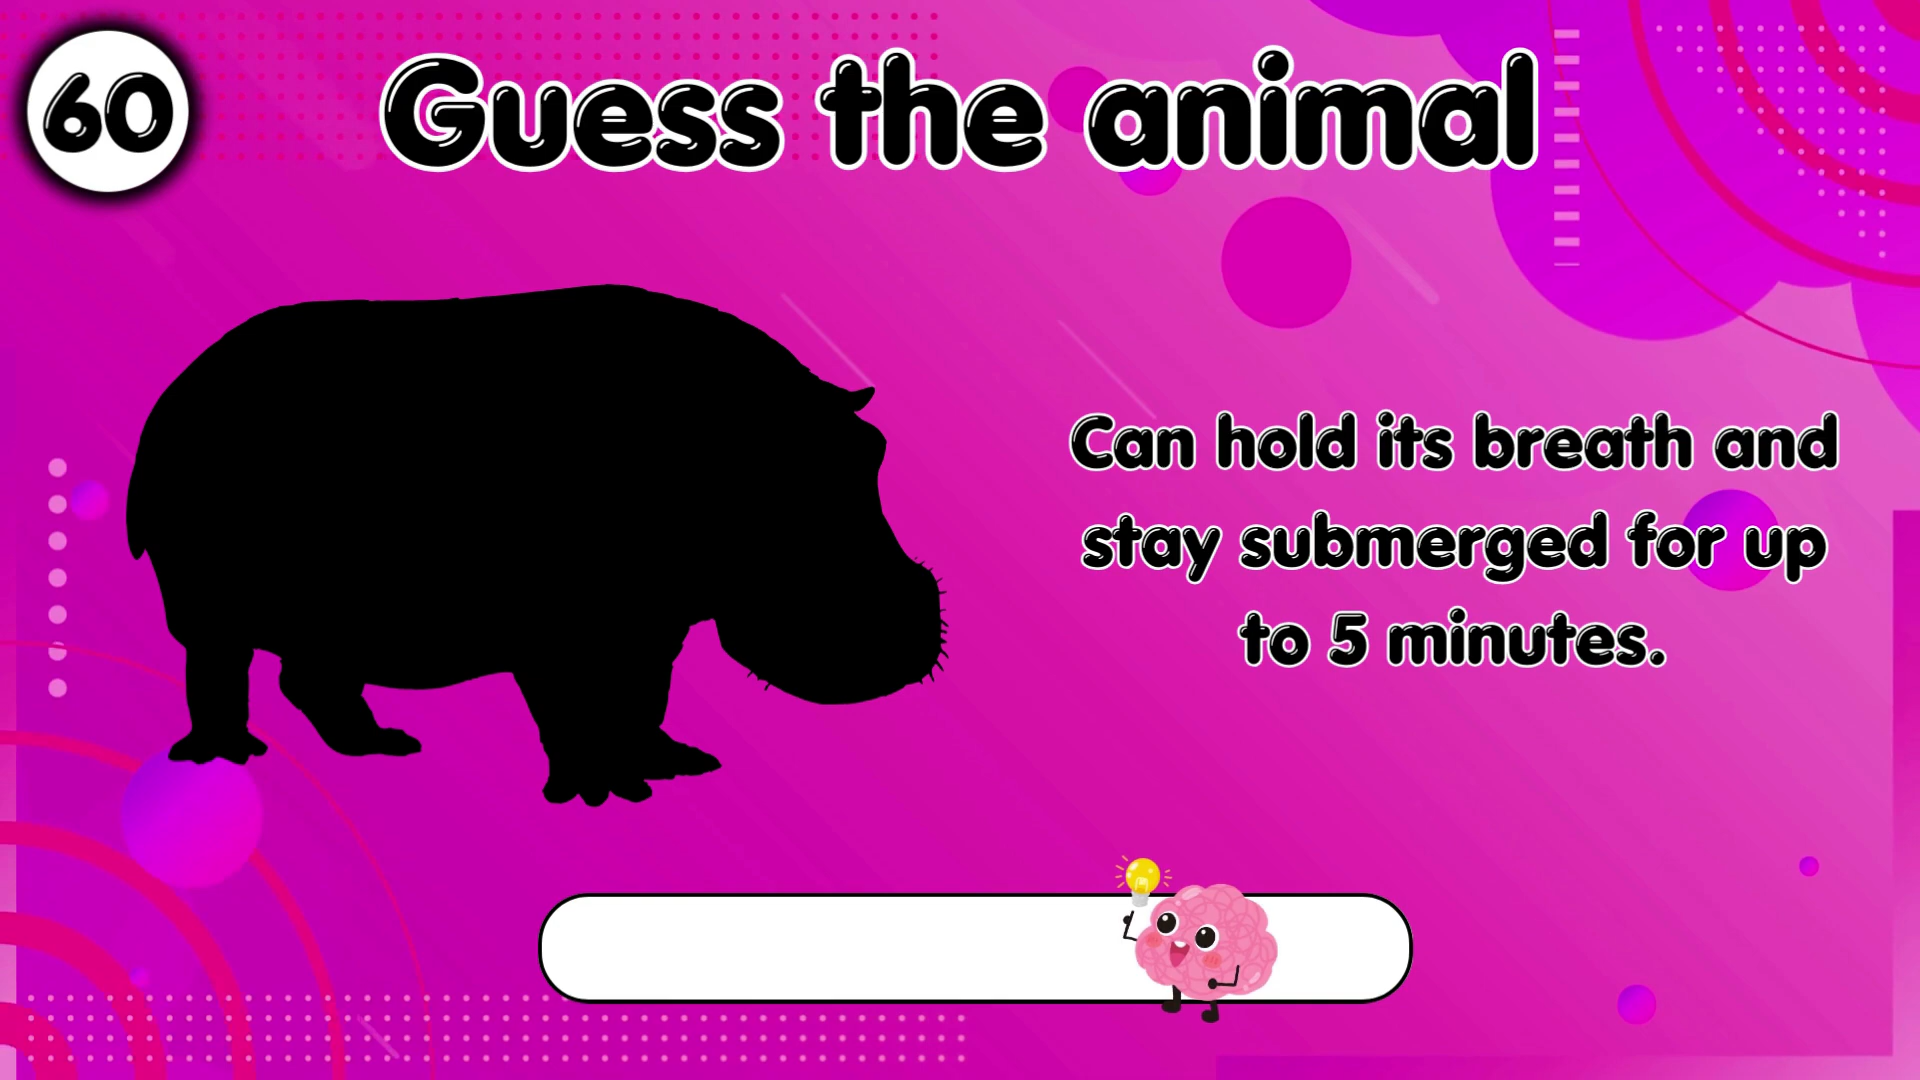 60
Guess the animal
Can hold its breath and
stay submerged for up
to 5 minutes.